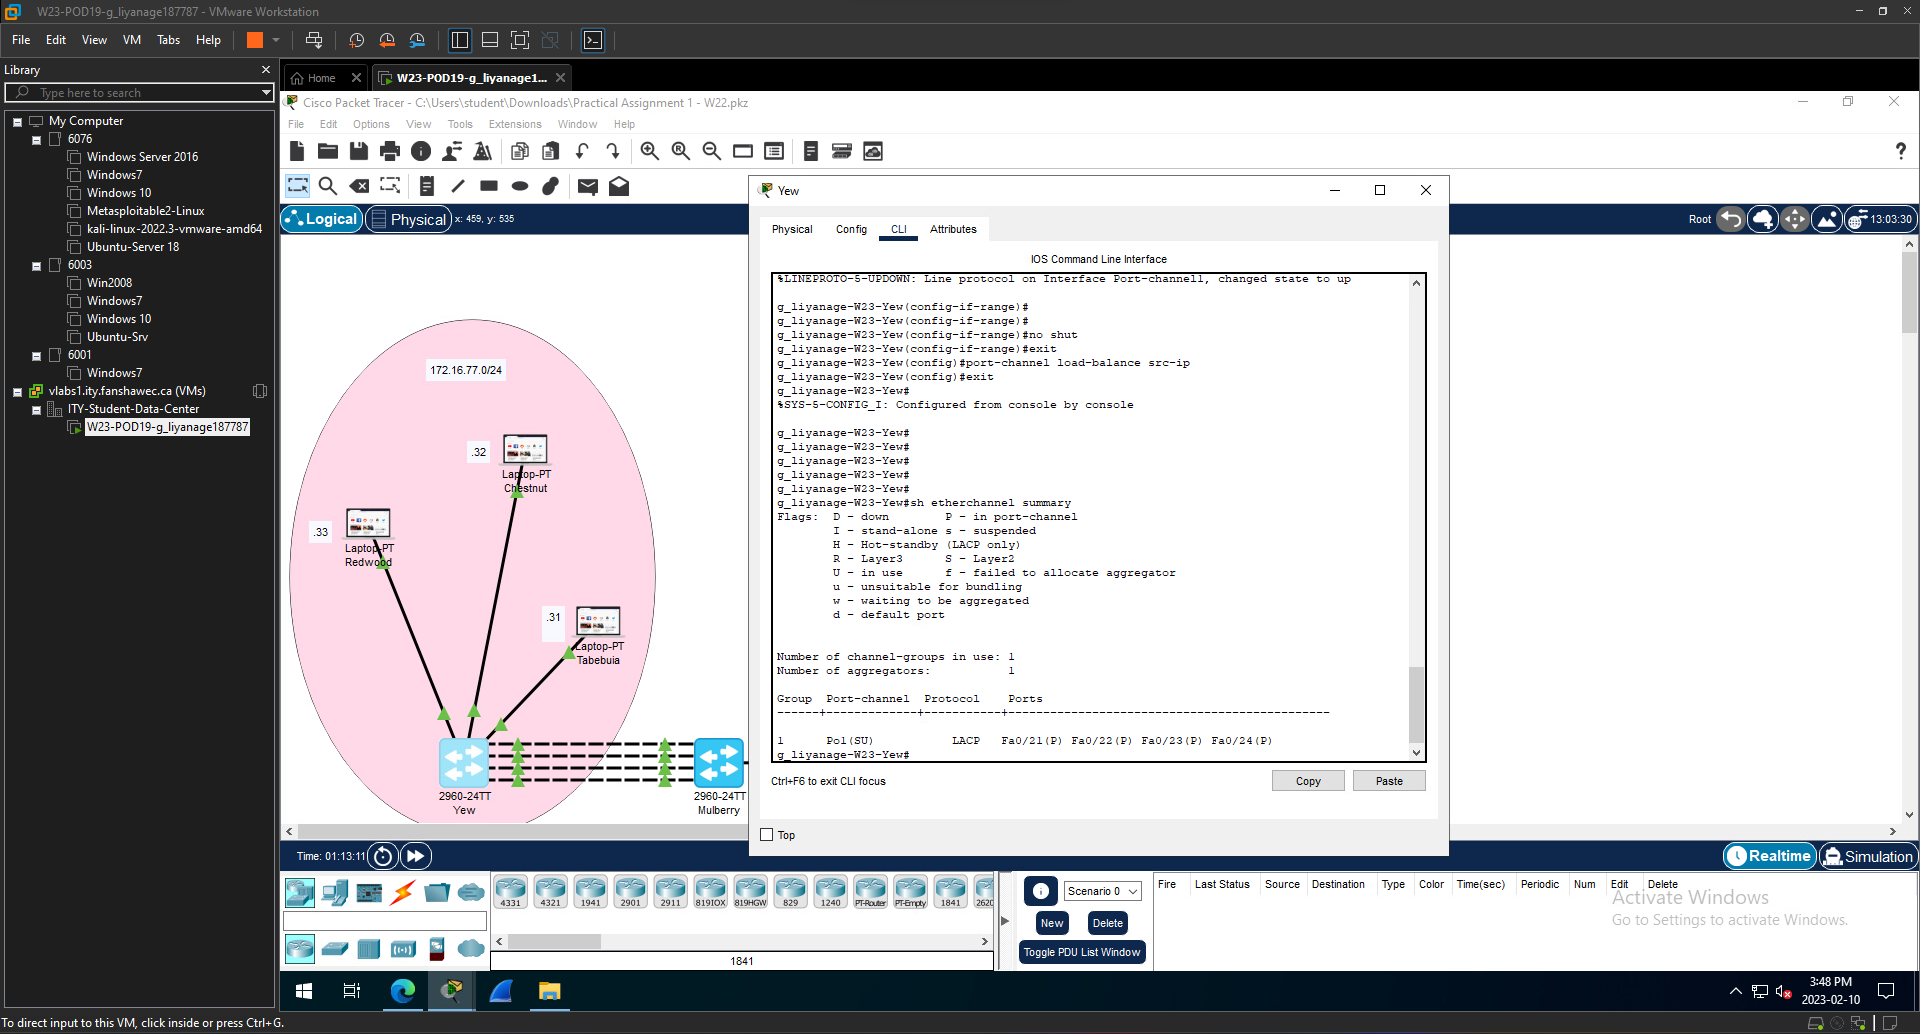 W23-POD19-g_liyanage187787 - VMware Workstation
File Edit View VM Tabs Help
Library
Type here to search
My Computer
6076
Windows Server 2016
Windows7
Windows 10
Metasploitable2-Linux
kali-linux-2022.3-vmware-amd64
Ubuntu-Server 18
6003
Win2008
Windows7
Windows 10
Ubuntu-Srv
6001
Windows7
vlabs1.ity.fanshawec.ca (VMs)
ITY-Student-Data-Center
W23-POD19-g_liyanage187787
Home
W23-POD19-g_liyanage1...
Cisco Packet Tracer - C:\Users\student\Downloads\Practical Assignment 1 - W22.pkz
File Edit Options View Tools Extensions Window Help
Logical Physical x: 459, y: 535
Root 13:03:30
172.16.77.0/24
.32
Laptop-PT
Chestnut
.33
Laptop-PT
Redwood
.31
Laptop-PT
Tabebuia
2960-24TT
Yew
2960-24TT
Mulberry
Yew
Physical Config CLI Attributes
IOS Command Line Interface
%LINEPROTO-5-UPDOWN: Line protocol on Interface Port-channel1, changed state to up
g_liyanage-W23-Yew(config-if-range)#
g_liyanage-W23-Yew(config-if-range)#
g_liyanage-W23-Yew(config-if-range)#no shut
g_liyanage-W23-Yew(config-if-range)#exit
g_liyanage-W23-Yew(config)#port-channel load-balance src-ip
g_liyanage-W23-Yew(config)#exit
g_liyanage-W23-Yew#
%SYS-5-CONFIG_I: Configured from console by console
g_liyanage-W23-Yew#
g_liyanage-W23-Yew#
g_liyanage-W23-Yew#
g_liyanage-W23-Yew#
g_liyanage-W23-Yew#
g_liyanage-W23-Yew#sh etherchannel summary
Flags: D - down P - in port-channel
I - stand-alone s - suspended
H - Hot-standby (LACP only)
R - Layer3 S - Layer2
U - in use f - failed to allocate aggregator
u - unsuitable for bundling
w - waiting to be aggregated
d - default port
Number of channel-groups in use: 1
Number of aggregators: 1
Group Port-channel Protocol Ports
------+-------------+-----------+----------------------------------------------
1 Po1(SU) LACP Fa0/21(P) Fa0/22(P) Fa0/23(P) Fa0/24(P)
g_liyanage-W23-Yew#
Ctrl+F6 to exit CLI focus
Copy Paste
Top
Time: 01:13:11
Realtime Simulation
4331 4321 1941 2901 2911 819IOX 819HGW 829 1240 PT-Router PT-Empty 1841 2620
1841
Scenario 0
New Delete
Toggle PDU List Window
Fire Last Status Source Destination Type Color Time(sec) Periodic Num Edit Delete
Activate Windows
Go to Settings to activate Windows.
3:48 PM
2023-02-10
To direct input to this VM, click inside or press Ctrl+G.